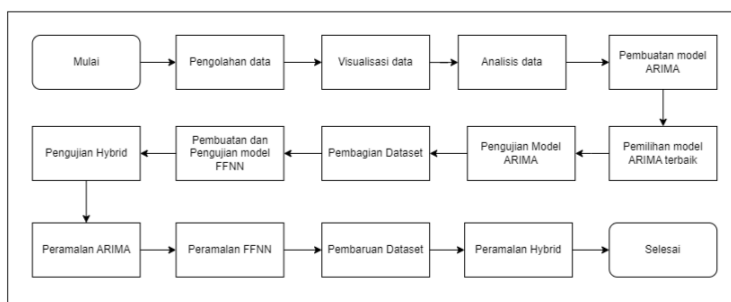 Mulai
Pengolahan data
Visualisasi data
Analisis data
Pembuatan model
ARIMA
Pemilihan model
ARIMA terbaik
Pengujian Model
ARIMA
Pembagian Dataset
Pembuatan dan
Pengujian model
FFNN
Pengujian Hybrid
Peramalan ARIMA
Peramalan FFNN
Pembaruan Dataset
Peramalan Hybrid
Selesai